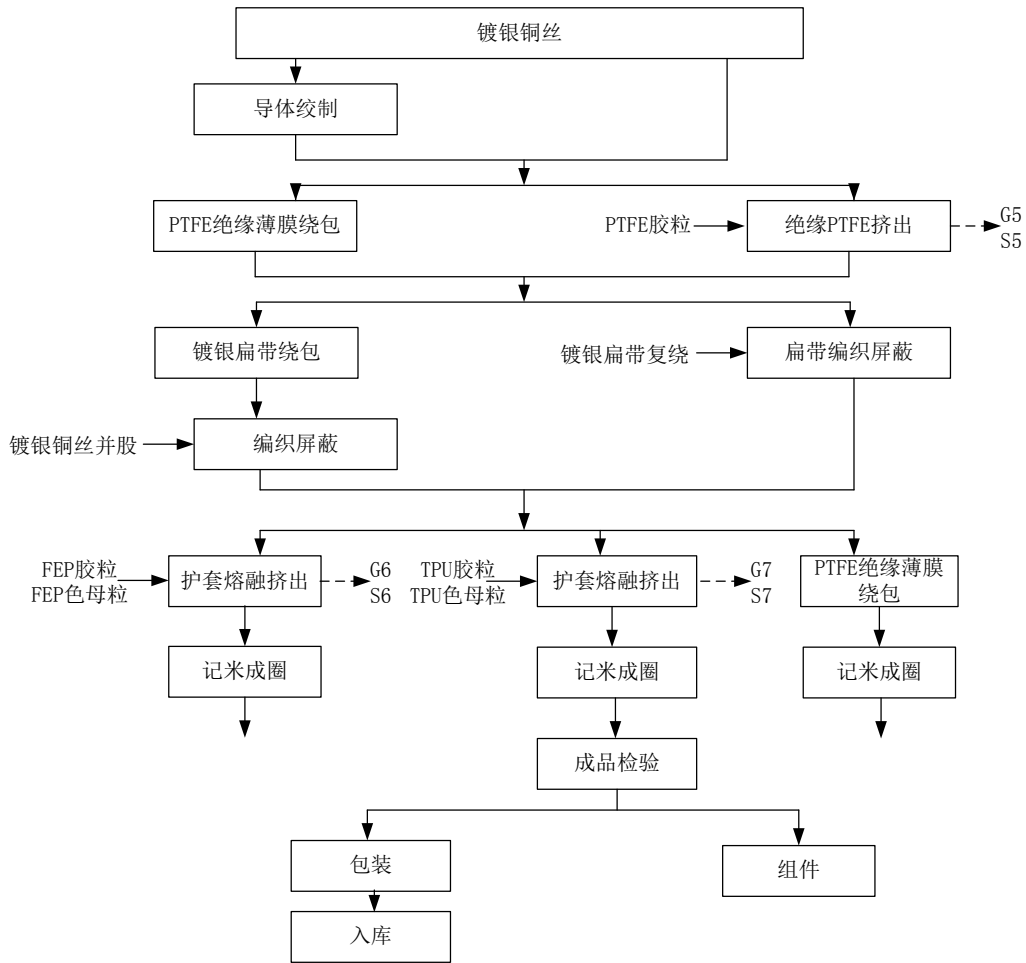 镀银铜丝
导体绞制
PTFE绝缘薄膜绕包
PTFE胶粒
绝缘PTFE挤出
G5
S5
镀银扁带绕包
镀银扁带复绕
扁带编织屏蔽
镀银铜丝并股
编织屏蔽
FEP胶粒
FEP色母粒
护套熔融挤出
G6
S6
TPU胶粒
TPU色母粒
护套熔融挤出
G7
S7
PTFE绝缘薄膜
绕包
记米成圈
记米成圈
记米成圈
成品检验
包装
组件
入库